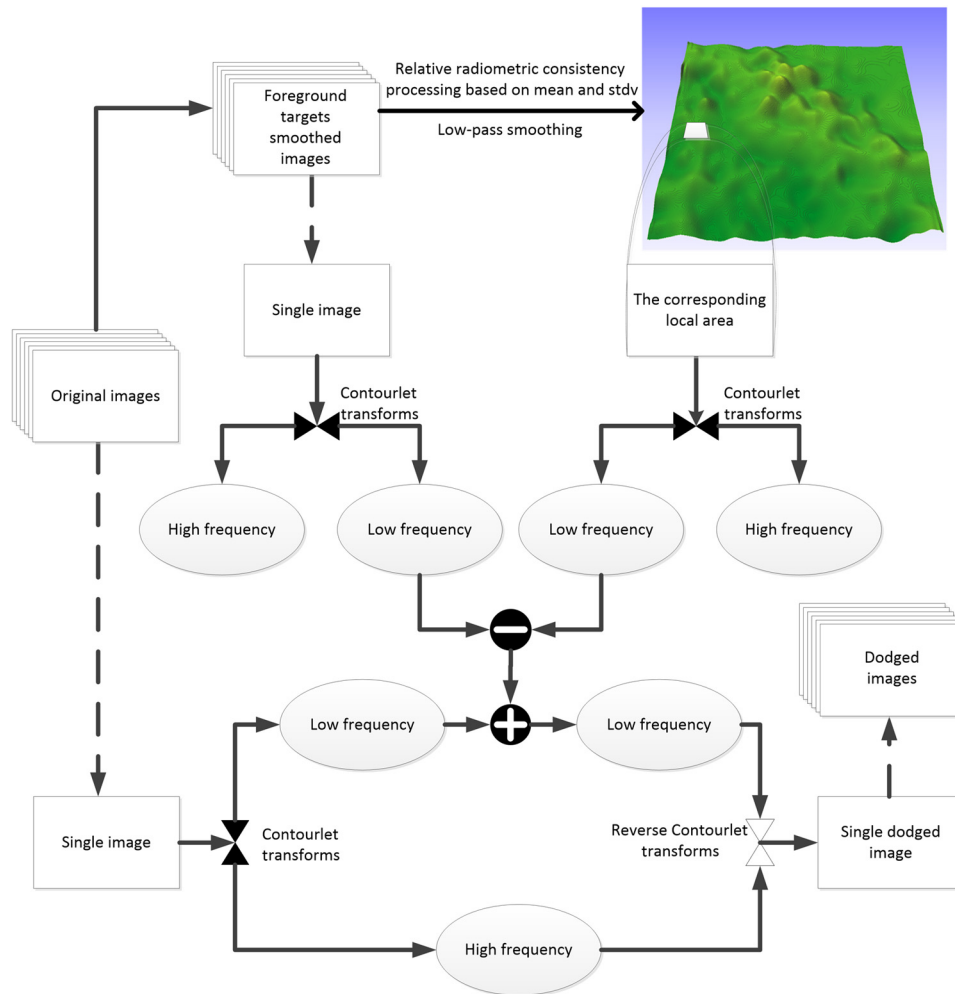 Foreground
targets
smoothed
images
Relative radiometric consistency
processing based on mean and stdv
Low-pass smoothing
Single image
The corresponding
local area
Original images
Contourlet
transforms
Contourlet
transforms
High frequency
Low frequency
Low frequency
High frequency
Dodged
images
Low frequency
Low frequency
Single image
Contourlet
transforms
Reverse Contourlet
transforms
Single dodged
image
High frequency